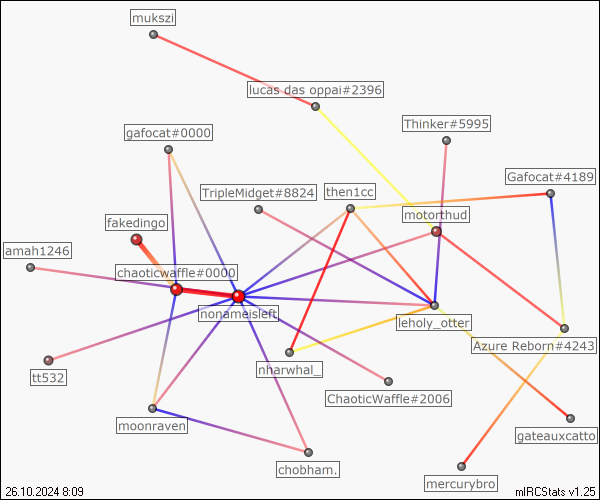 mukszi
lucas das oppai#2396
Thinker#5995
gafocat#0000
Gafocat#4189
TripleMidget#8824
then1cc
motorthud
fakedingo
amah1246
chaoticwaffle#0000
nonameisleft
leholy_otter
Azure Reborn#4243
nharwhal_
tt532
ChaoticWaffle#2006
moonraven
gateauxcatto
chobham.
mercurybro
26.10.2024 8:09
mIRCStats v1.25